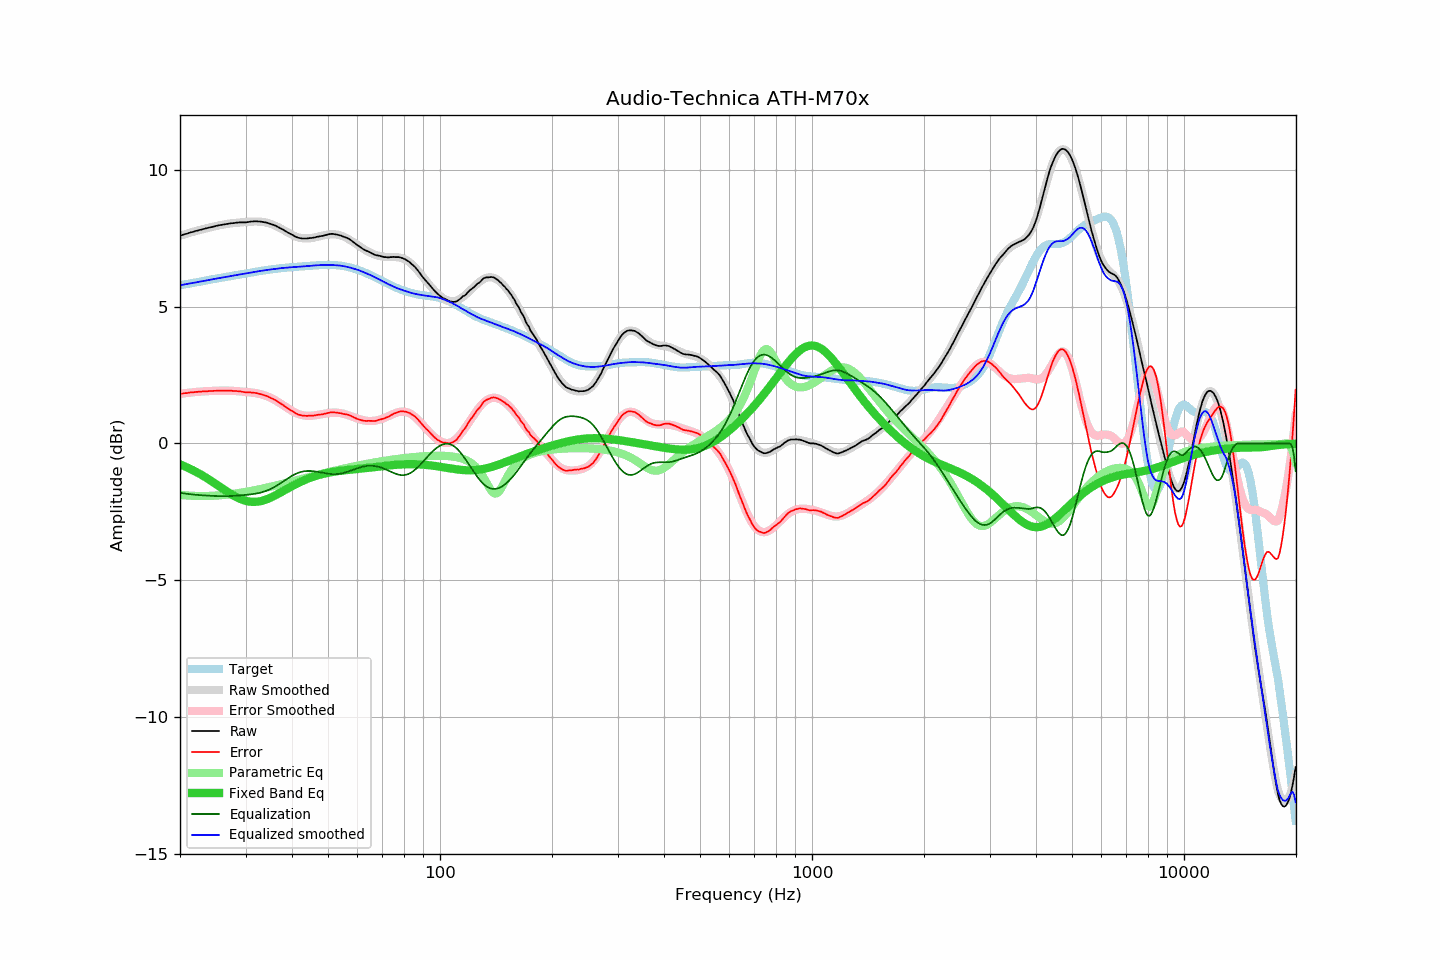 Audio-Technica ATH-M70x
10
5
0
−5
−10
−15
Amplitude (dBr)
Target
Raw Smoothed
Error Smoothed
Raw
Error
Parametric Eq
Fixed Band Eq
Equalization
Equalized smoothed
100
1000
10000
Frequency (Hz)